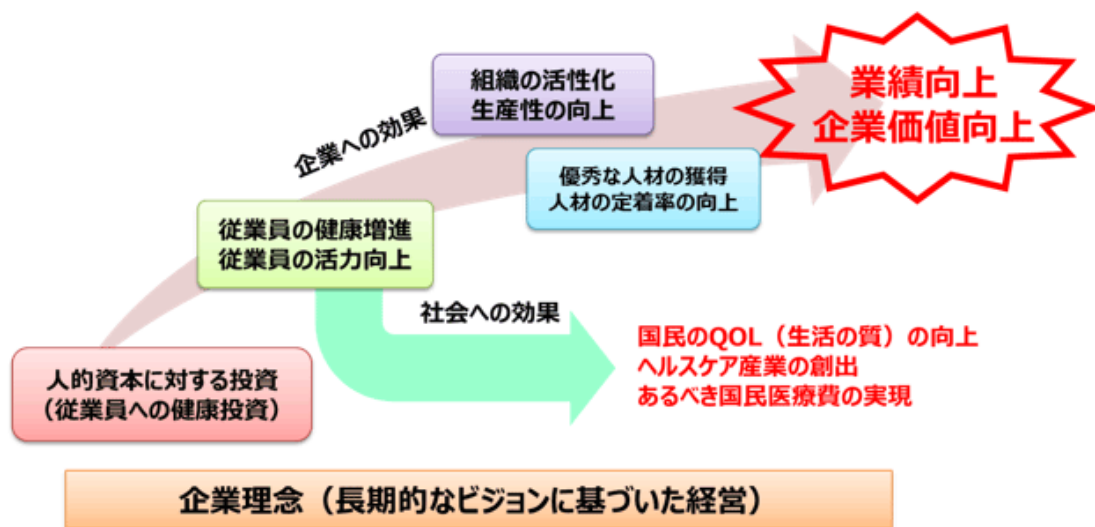 業績向上
企業価値向上
組織の活性化
生産性の向上
企業への効果
優秀な人材の獲得
人材の定着率の向上
従業員の健康増進
従業員の活力向上
社会への効果
国民のQOL（生活の質）の向上
ヘルスケア産業の創出
あるべき国民医療費の実現
人的資本に対する投資
（従業員への健康投資）
企業理念（長期的なビジョンに基づいた経営）